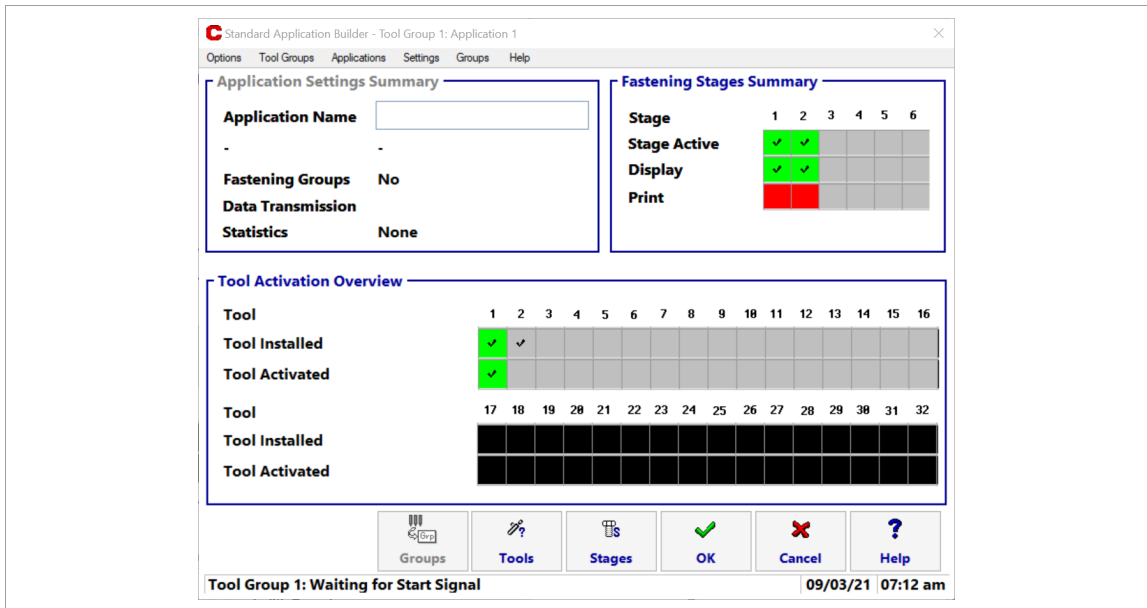 C Standard Application Builder - Tool Group 1: Application 1
Options Tool Groups Applications Settings Groups Help
Application Settings Summary
Application Name
- -
Fastening Groups No
Data Transmission
Statistics None
Fastening Stages Summary
Stage 1 2 3 4 5 6
Stage Active
Display
Print
Tool Activation Overview
Tool 1 2 3 4 5 6 7 8 9 10 11 12 13 14 15 16
Tool Installed
Tool Activated
Tool 17 18 19 20 21 22 23 24 25 26 27 28 29 30 31 32
Tool Installed
Tool Activated
Grp
Groups
?
Tools
S
Stages
OK
Cancel
?
Help
Tool Group 1: Waiting for Start Signal 09/03/21 07:12 am